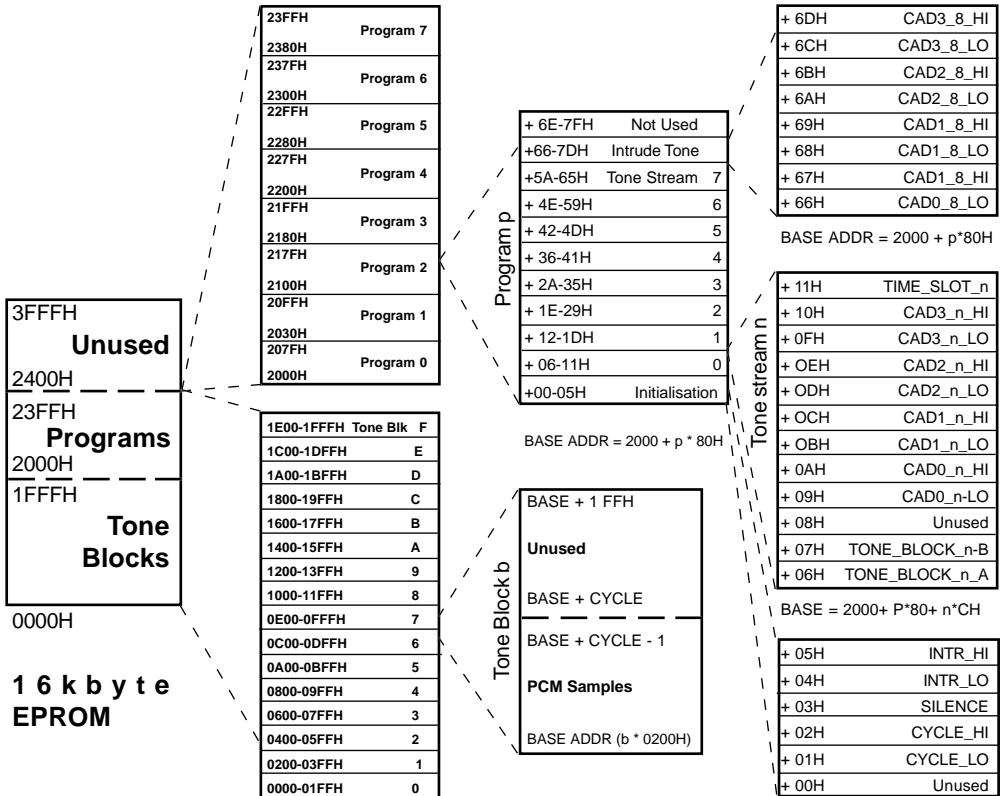 3FFFH
Unused
2400H
23FFH
Programs
2000H
1FFFH
Tone
Blocks
0000H
16kbyte
EPROM
23FFH
Program 7
2380H
237FH
Program 6
2300H
22FFH
Program 5
2280H
227FH
Program 4
2200H
21FFH
Program 3
2180H
217FH
Program 2
2100H
20FFH
Program 1
2030H
207FH
Program 0
2000H
1E00-1FFFH Tone Blk F
1C00-1DFFH E
1A00-1BFFH D
1800-19FFH C
1600-17FFH B
1400-15FFH A
1200-13FFH 9
1000-11FFH 8
0E00-0FFFH 7
0C00-0DFFH 6
0A00-0BFFH 5
0800-09FFH 4
0600-07FFH 3
0400-05FFH 2
0200-03FFH 1
0000-01FFH 0
Program p
+ 6E-7FH Not Used
+66-7DH Intrude Tone
+5A-65H Tone Stream 7
+ 4E-59H 6
+ 42-4DH 5
+ 36-41H 4
+ 2A-35H 3
+ 1E-29H 2
+ 12-1DH 1
+ 06-11H 0
+00-05H Initialisation
BASE ADDR = 2000 + p * 80H
Tone Block b
BASE + 1 FFH
Unused
BASE + CYCLE
BASE + CYCLE - 1
PCM Samples
BASE ADDR (b * 0200H)
+ 6DH CAD3_8_HI
+ 6CH CAD3_8_LO
+ 6BH CAD2_8_HI
+ 6AH CAD2_8_LO
+ 69H CAD1_8_HI
+ 68H CAD1_8_LO
+ 67H CAD1_8_HI
+ 66H CAD0_8_LO
BASE ADDR = 2000 + p*80H
Tone stream n
+ 11H TIME_SLOT_n
+ 10H CAD3_n_HI
+ 0FH CAD3_n_LO
+ OEH CAD2_n_HI
+ ODH CAD2_n_LO
+ OCH CAD1_n_HI
+ OBH CAD1_n_LO
+ 0AH CAD0_n_HI
+ 09H CAD0_n-LO
+ 08H Unused
+ 07H TONE_BLOCK_n-B
+ 06H TONE_BLOCK_n_A
BASE = 2000+ P*80+ n*CH
+ 05H INTR_HI
+ 04H INTR_LO
+ 03H SILENCE
+ 02H CYCLE_HI
+ 01H CYCLE_LO
+ 00H Unused